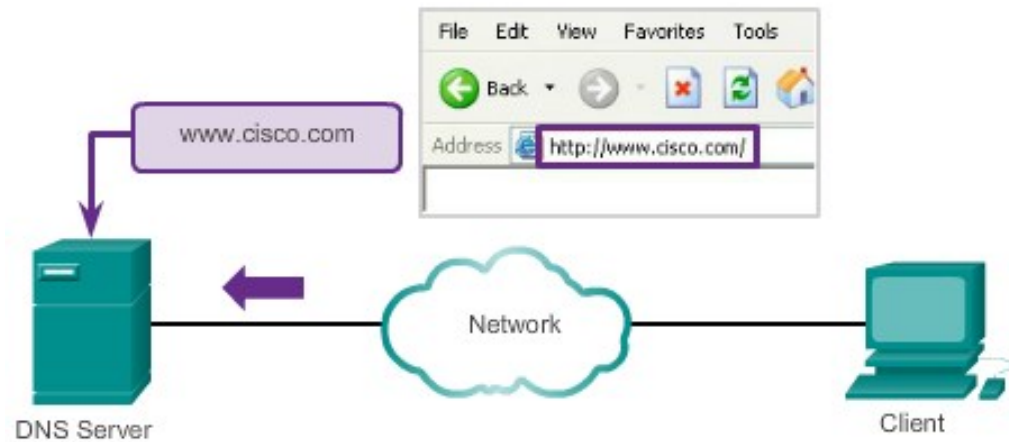 File Edit View Favorites Tools
Back
Address http://www.cisco.com/
www.cisco.com
Network
DNS Server
Client